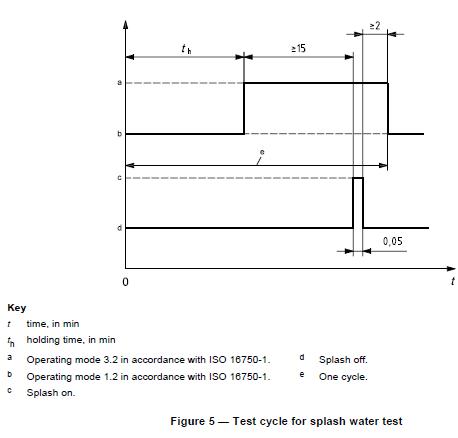 ≥2
t h
≥15
a
b
e
c
d
0,05
0
t
Key
t time, in min
th holding time, in min
a Operating mode 3.2 in accordance with ISO 16750-1.
d Splash off.
b Operating mode 1.2 in accordance with ISO 16750-1.
e One cycle.
c Splash on.
Figure 5 — Test cycle for splash water test